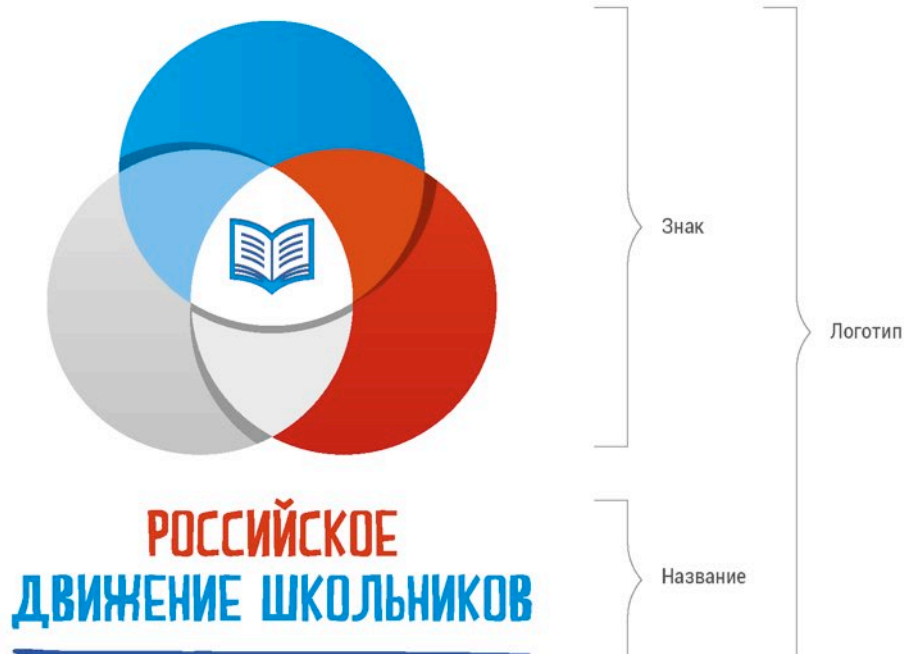 Знак
Логотип
РОССИЙСКОЕ
ДВИЖЕНИЕ ШКОЛЬНИКОВ
Название